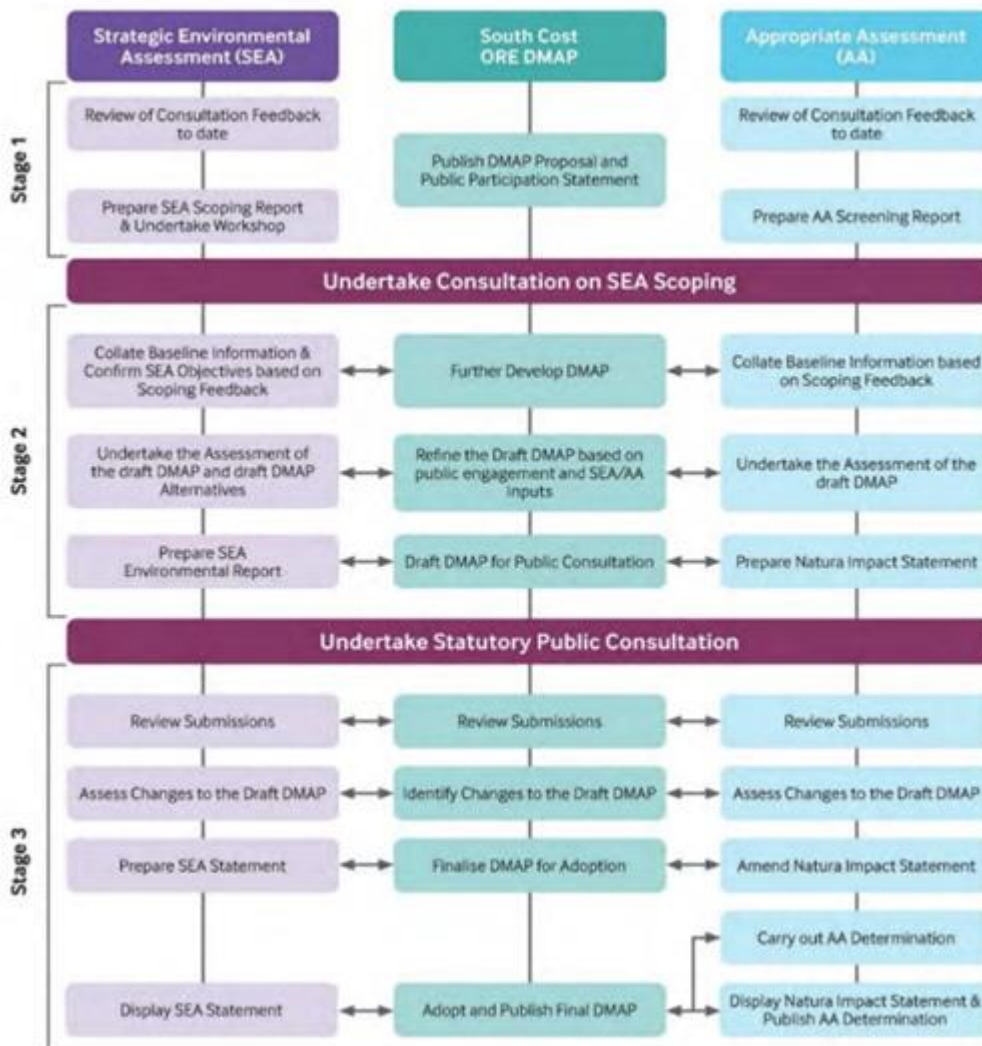 Strategic Environmental
Assessment (SEA)
South Cost
ORE DMAP
Appropriate Assessment
(AA)
Stage 1
Review of Consultation Feedback
to date
Publish DMAP Proposal and
Public Participation Statement
Review of Consultation Feedback
to date
Prepare SEA Scoping Report
& Undertake Workshop
Prepare AA Screening Report
Undertake Consultation on SEA Scoping
Stage 2
Collate Baseline Information &
Confirm SEA Objectives based on
Scoping Feedback
Further Develop DMAP
Collate Baseline Information based
on Scoping Feedback
Undertake the Assessment of
the draft DMAP and draft DMAP
Alternatives
Refine the Draft DMAP based on
public engagement and SEA/AA
inputs
Undertake the Assessment of the
draft DMAP
Prepare SEA
Environmental Report
Draft DMAP for Public Consultation
Prepare Natura Impact Statement
Undertake Statutory Public Consultation
Stage 3
Review Submissions
Review Submissions
Review Submissions
Assess Changes to the Draft DMAP
Identify Changes to the Draft DMAP
Assess Changes to the Draft DMAP
Prepare SEA Statement
Finalise DMAP for Adoption
Amend Natura Impact Statement
Carry out AA Determination
Display SEA Statement
Adopt and Publish Final DMAP
Display Natura Impact Statement &
Publish AA Determination